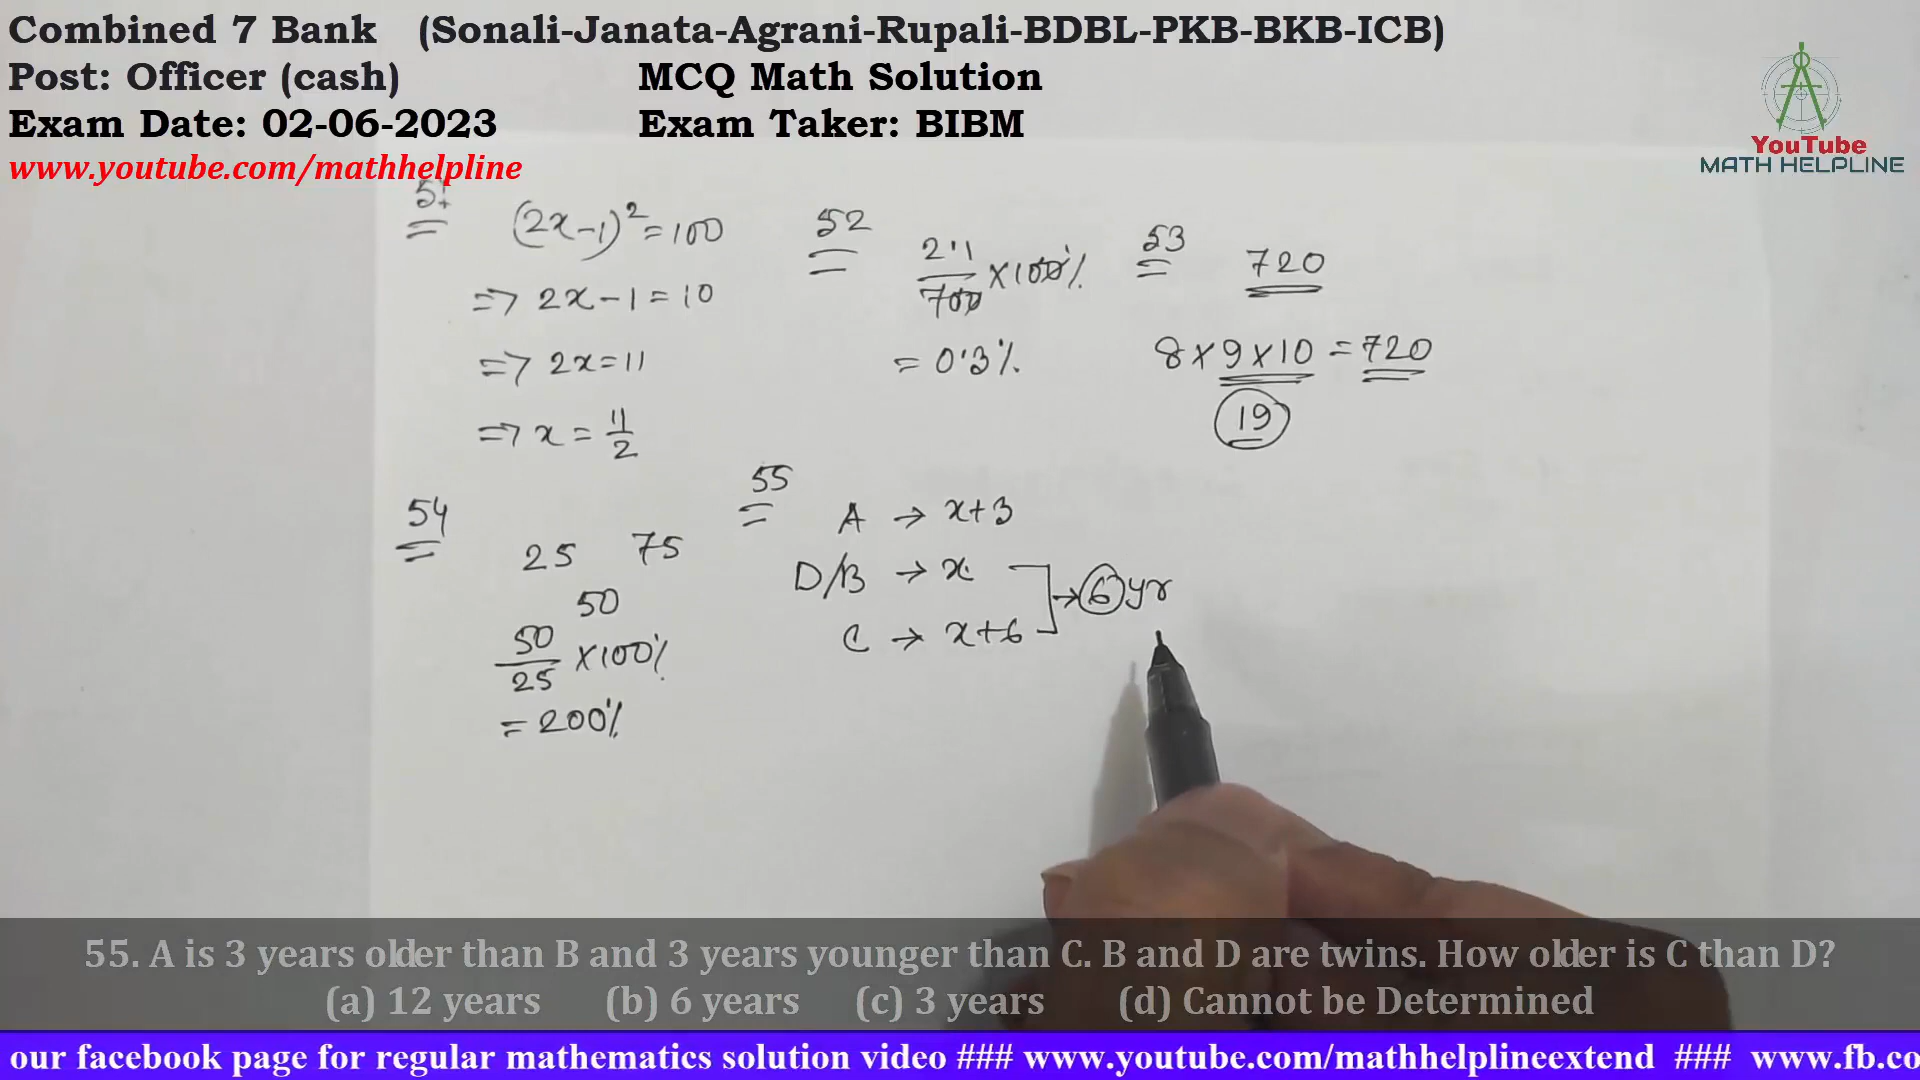 Combined 7 Bank (Sonali-Janata-Agrani-Rupali-BDBL-PKB-BKB-ICB)
Post: Officer (cash) MCQ Math Solution
Exam Date: 02-06-2023 Exam Taker: BIBM
www.youtube.com/mathhelpline
YouTube
MATH HELPLINE
51
(2x-1)² = 100
=> 2x-1 = 10
=> 2x = 11
=> x = 11/2
52
2.1/700 × 100%
= 0.3%
53
720
8×9×10 = 720
19
54
25 75
50
50/25 × 100%
= 200%
55
A → x+3
D/B → x
C → x+6
→ 6 yr
55. A is 3 years older than B and 3 years younger than C. B and D are twins. How older is C than D?
(a) 12 years (b) 6 years (c) 3 years (d) Cannot be Determined
our facebook page for regular mathematics solution video ### www.youtube.com/mathhelplineextend ### www.fb.co